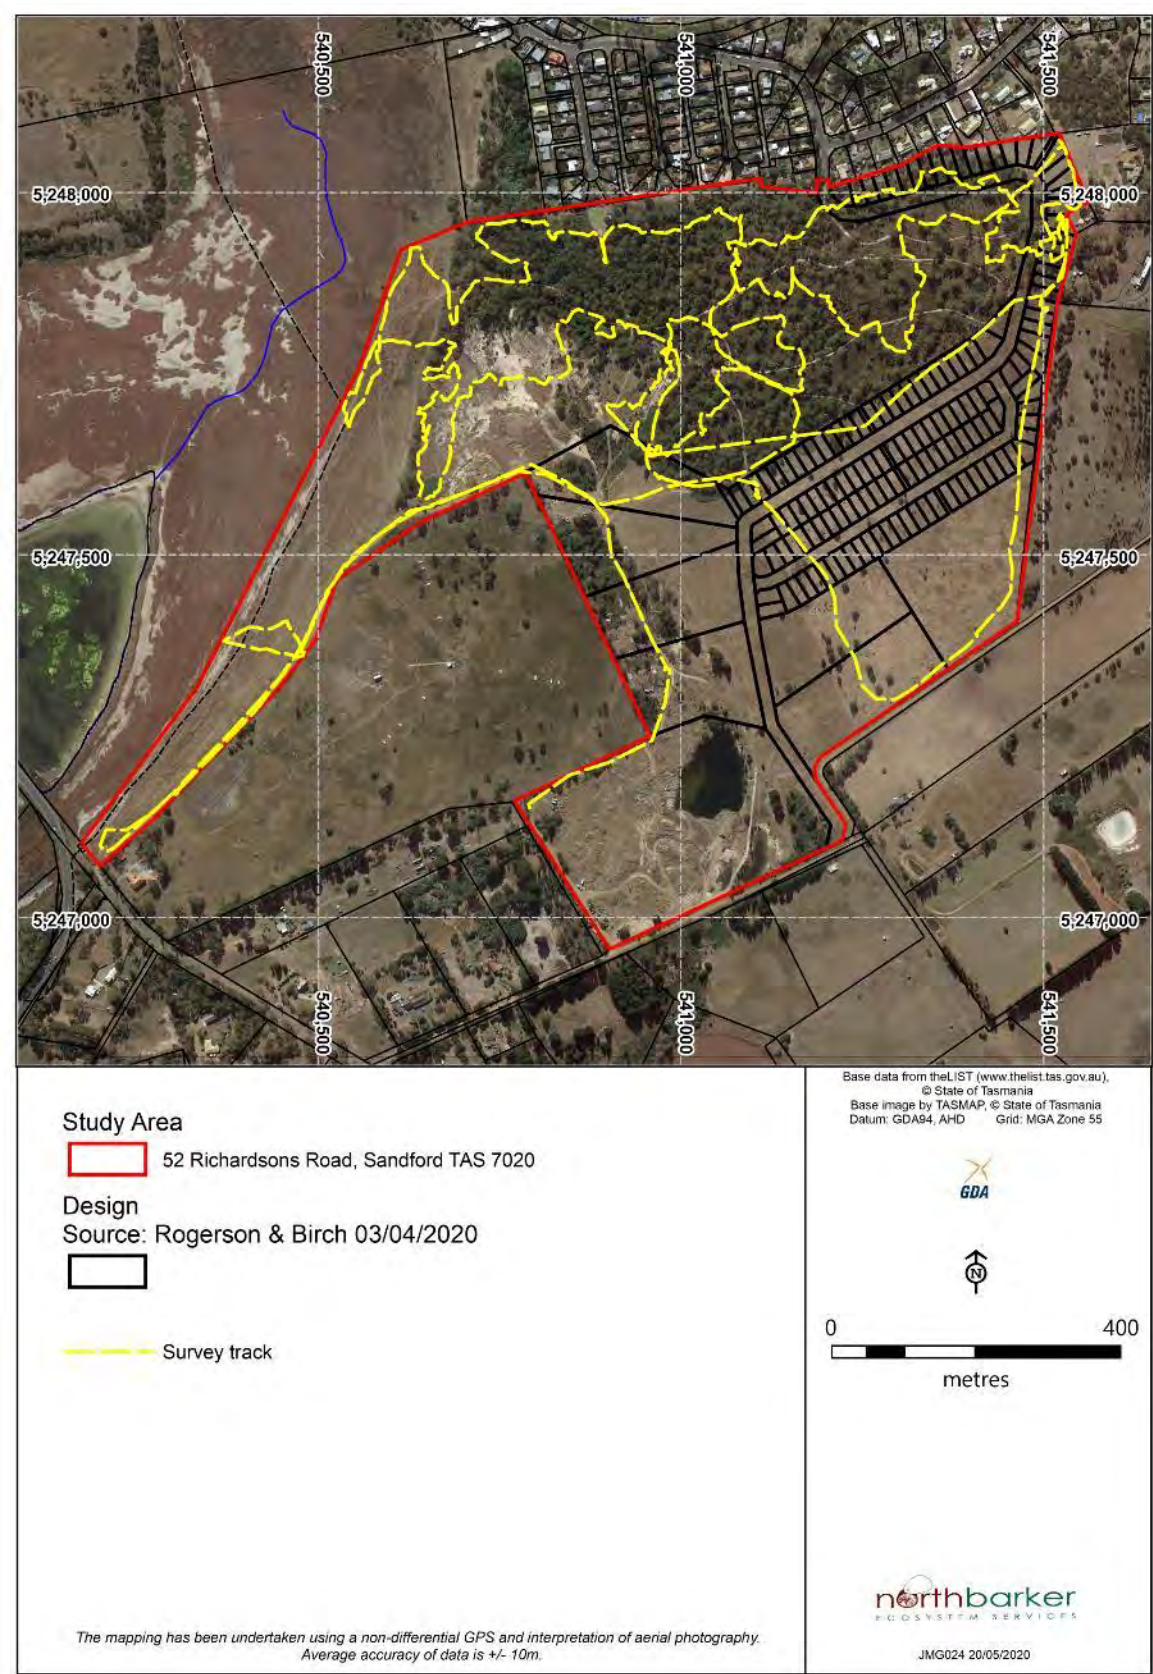 540,500
541,000
541,500
5,248,000
5,248,000
5,247,500
5,247,500
5,247,000
5,247,000
540,500
541,000
541,500
Study Area
52 Richardsons Road, Sandford TAS 7020
Design
Source: Rogerson & Birch 03/04/2020
Survey track
The mapping has been undertaken using a non-differential GPS and interpretation of aerial photography.
Average accuracy of data is +/- 10m.
Base data from theLIST (www.thelist.tas.gov.au),
© State of Tasmania
Base image by TASMAP, © State of Tasmania
Datum: GDA94, AHD Grid: MGA Zone 55
GDA
N
0 400
metres
northbarker
ECOSYSTEM SERVICES
JMG024 20/05/2020